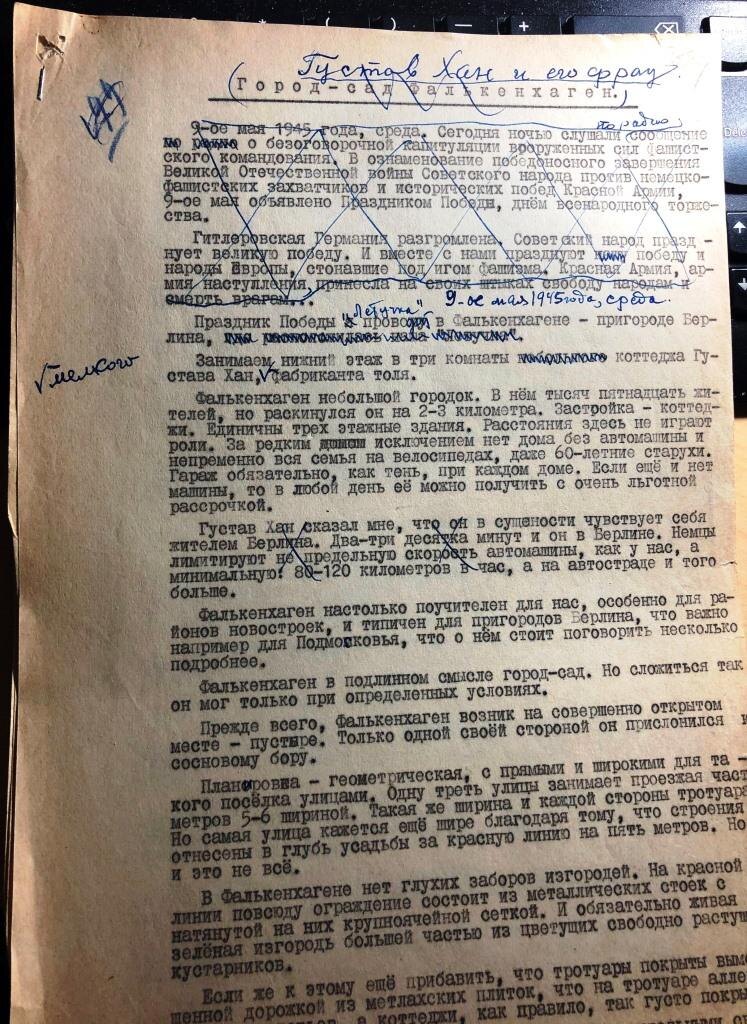 (Густав Хан и его фрау.
Город-сад Фалькенхаген.)
по радио,
9-ое мая 1945 года, среда. Сегодня ночью слушали сообщение
по радио о безоговорочной капитуляции вооруженных сил фашист-
ского командования. В ознаменование победоносного завершения
Великой Отечественной войны Советского народа против немецко-
фашистских захватчиков и исторических побед Красной Армии,
9-ое мая объявлено Праздником Победы, днём всенародного торже-
ства.
Гитлеровская Германия разгромлена. Советский народ празд -
нует великую победу. И вместе с нами празднуют победу и
народы Европы, стонавшие под игом фашизма. Красная Армия, ар-
мия наступления принесла на своих штыках свободу народам и
смерть врагам...
"Летучка" 9-ое мая 1945 года, среда.
Праздник Победы проводит в Фалькенхагене - пригороде Бер-
лина,
√ мелкого
Занимаем нижний этаж в три комнаты коттеджа Гу-
става Хан, √ фабриканта толя.
Фалькенхаген небольшой городок. В нём тысяч пятнадцать жи-
телей, но раскинулся он на 2-3 километра. Застройка - коттед-
жи. Единичны трех этажные здания. Расстояния здесь не играют
роли. За редким исключением нет дома без автомашины и
непременно вся семья на велосипедах, даже 60-летние старухи.
Гараж обязательно, как тень, при каждом доме. Если ещё и нет
машины, то в любой день её можно получить с очень льготной
рассрочкой.
Густав Хан сказал мне, что он в сущености чувствует себя
жителем Берлина. Два-три десятка минут и он в Берлине. Немцы
лимитируют не предельную скорость автомашины, как у нас, а
минимальную: 80-120 километров в час, а на автостраде и того
больше.
Фалькенхаген настолько поучителен для нас, особенно для ра-
йонов новостроек, и типичен для пригородов Берлина, что важно
например для Подмосковья, что о нём стоит поговорить несколько
подробнее.
Фалькенхаген в подлинном смысле город-сад. Но сложиться так
он мог только при определенных условиях.
Прежде всего, Фалькенхаген возник на совершенно открытом
месте - пустыре. Только одной своёй стороной он прислонился к
сосновому бору.
Планировка - геометрическая, с прямыми и широкими для та -
кого посёлка улицами. Одну треть улицы занимает проезжая част
метров 5-6 шириной. Такая же ширина и каждой стороны тротуара
Но самая улица кажется ещё шире благодаря тому, что строения
отнесены в глубь усадьбы за красную линию на пять метров. Но
и это не всё.
В Фалькенхагене нет глухих заборов изгородей. На красной
линии повсюду ограждение состоит из металлических стоек с
натянутой на них крупноячейной сеткой. И обязательно живая
зелёная изгородь большей частью из цветущих свободно растущ
кустарников.
Если же к этому ещё прибавить, что тротуары покрыты вымо
щенной дорожкой из метлахских плиток, что на тротуаре алле
а коттеджи, как правило, так густо покры